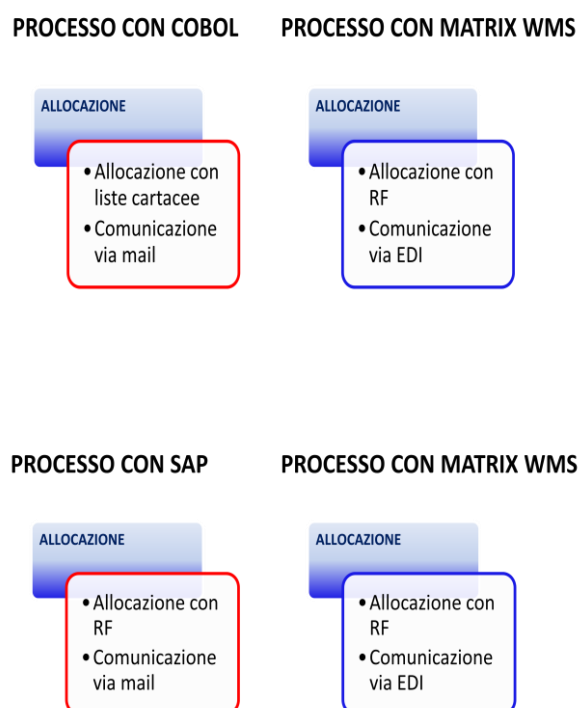 PROCESSO CON COBOL
PROCESSO CON MATRIX WMS
ALLOCAZIONE
• Allocazione con
liste cartacee
• Comunicazione
via mail
ALLOCAZIONE
• Allocazione con
RF
• Comunicazione
via EDI
PROCESSO CON SAP
PROCESSO CON MATRIX WMS
ALLOCAZIONE
• Allocazione con
RF
• Comunicazione
via mail
ALLOCAZIONE
• Allocazione con
RF
• Comunicazione
via EDI